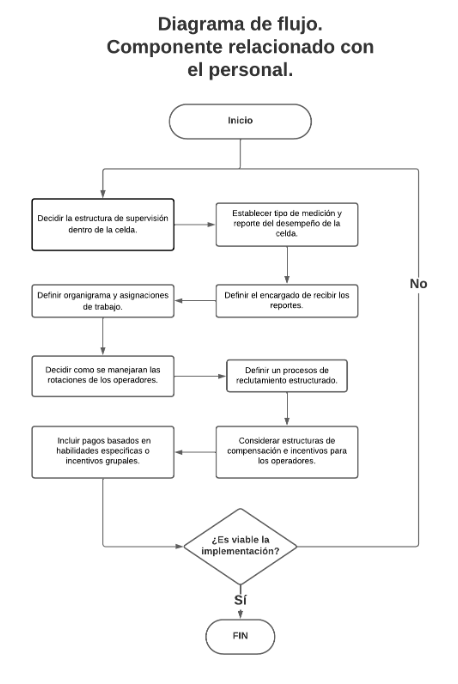 Diagrama de flujo.
Componente relacionado con
el personal.
Inicio
Decidir la estructura de supervisión
dentro de la celda.
Establecer tipo de medición y
reporte del desempeño de la
celda.
No
Definir organigrama y asignaciones
de trabajo.
Definir el encargado de recibir los
reportes.
Decidir como se manejaran las
rotaciones de los operadores.
Definir un procesos de
reclutamiento estructurado.
Incluir pagos basados en
habilidades especificas o
incentivos grupales.
Considerar estructuras de
compensación e incentivos para
los operadores.
¿Es viable la
implementación?
Sí
FIN